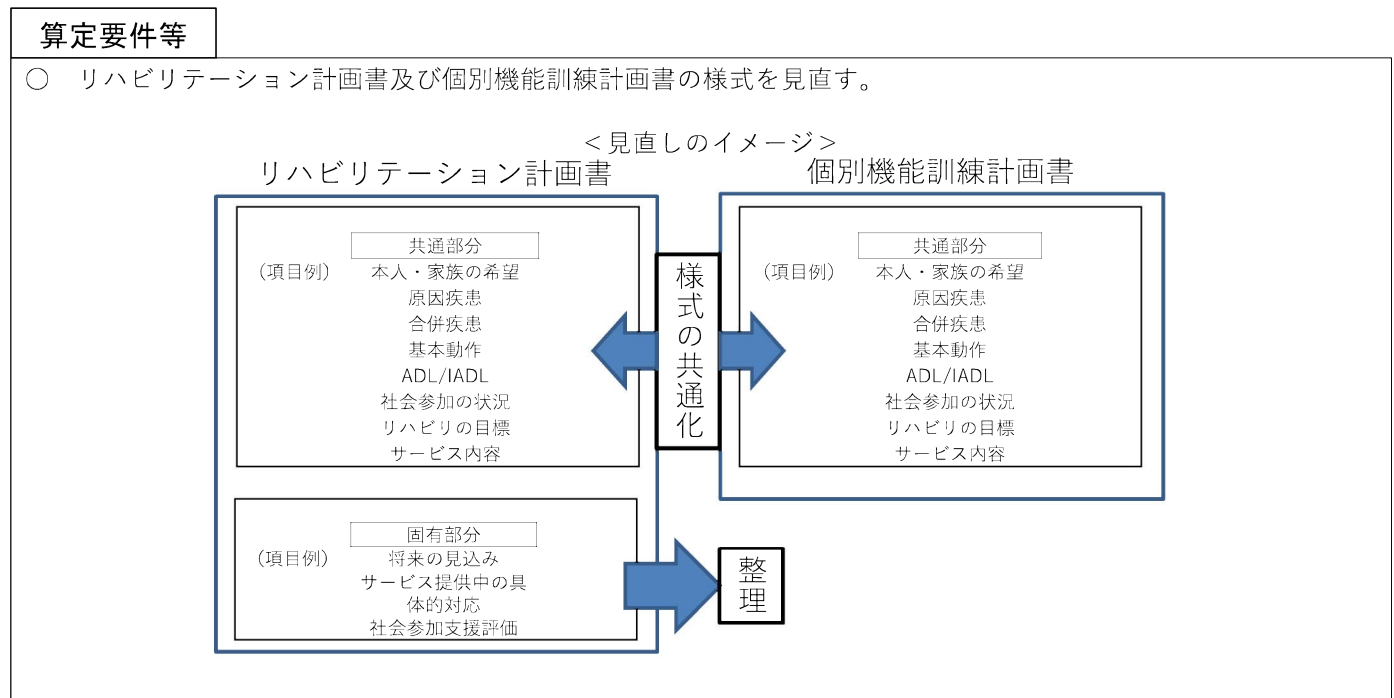 算定要件等
○　リハビリテーション計画書及び個別機能訓練計画書の様式を見直す。
＜見直しのイメージ＞
リハビリテーション計画書
共通部分
（項目例）　本人・家族の希望
原因疾患
合併疾患
基本動作
ADL/IADL
社会参加の状況
リハビリの目標
サービス内容
様式の共通化
個別機能訓練計画書
共通部分
（項目例）　本人・家族の希望
原因疾患
合併疾患
基本動作
ADL/IADL
社会参加の状況
リハビリの目標
サービス内容
固有部分
（項目例）　将来の見込み
サービス提供中の具
体的対応
社会参加支援評価
整理